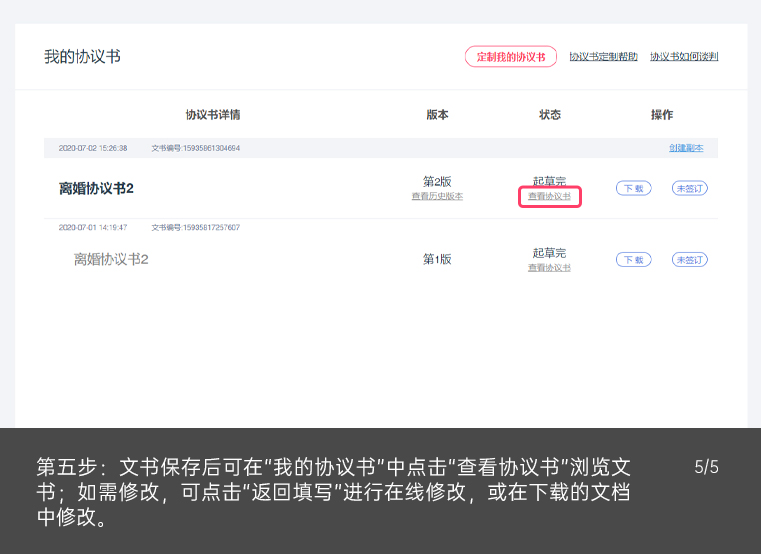 我的协议书 定制我的协议书 协议书定制帮助 协议书如何谈判
协议书详情 版本 状态 操作
2020-07-02 15:26:38 文书编号:15935861304694 创建副本
离婚协议书2 第2版 起草完 下 载 未签订
查看历史版本 查看协议书
2020-07-01 14:19:47 文书编号:15935817257607
离婚协议书2 第1版 起草完 下 载 未签订
查看协议书
第五步：文书保存后可在“我的协议书”中点击“查看协议书”浏览文 5/5
书；如需修改，可点击“返回填写”进行在线修改，或在下载的文档
中修改。